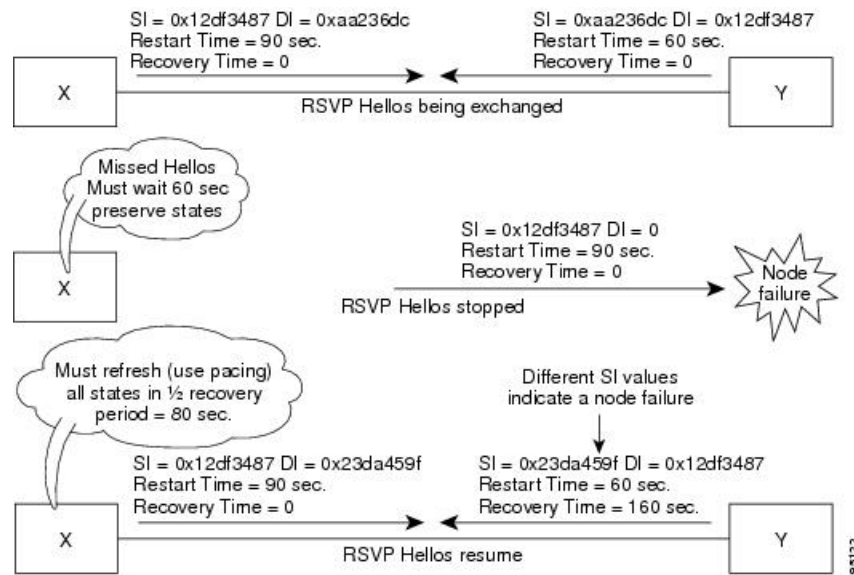 SI = 0x12df3487 DI = 0xaa236dc
Restart Time = 90 sec.
Recovery Time = 0
SI = 0xaa236dc DI = 0x12df3487
Restart Time = 60 sec.
Recovery Time = 0
X
Y
RSVP Hellos being exchanged
Missed Hellos
Must wait 60 sec
preserve states
X
SI = 0x12df3487 DI = 0
Restart Time = 90 sec.
Recovery Time = 0
RSVP Hellos stopped
Node
failure
Must refresh (use pacing)
all states in ½ recovery
period = 80 sec.
Different SI values
indicate a node failure
SI = 0x12df3487 DI = 0x23da459f
Restart Time = 90 sec.
Recovery Time = 0
SI = 0x23da459f DI = 0x12df3487
Restart Time = 60 sec.
Recovery Time = 160 sec.
X
Y
RSVP Hellos resume
95122